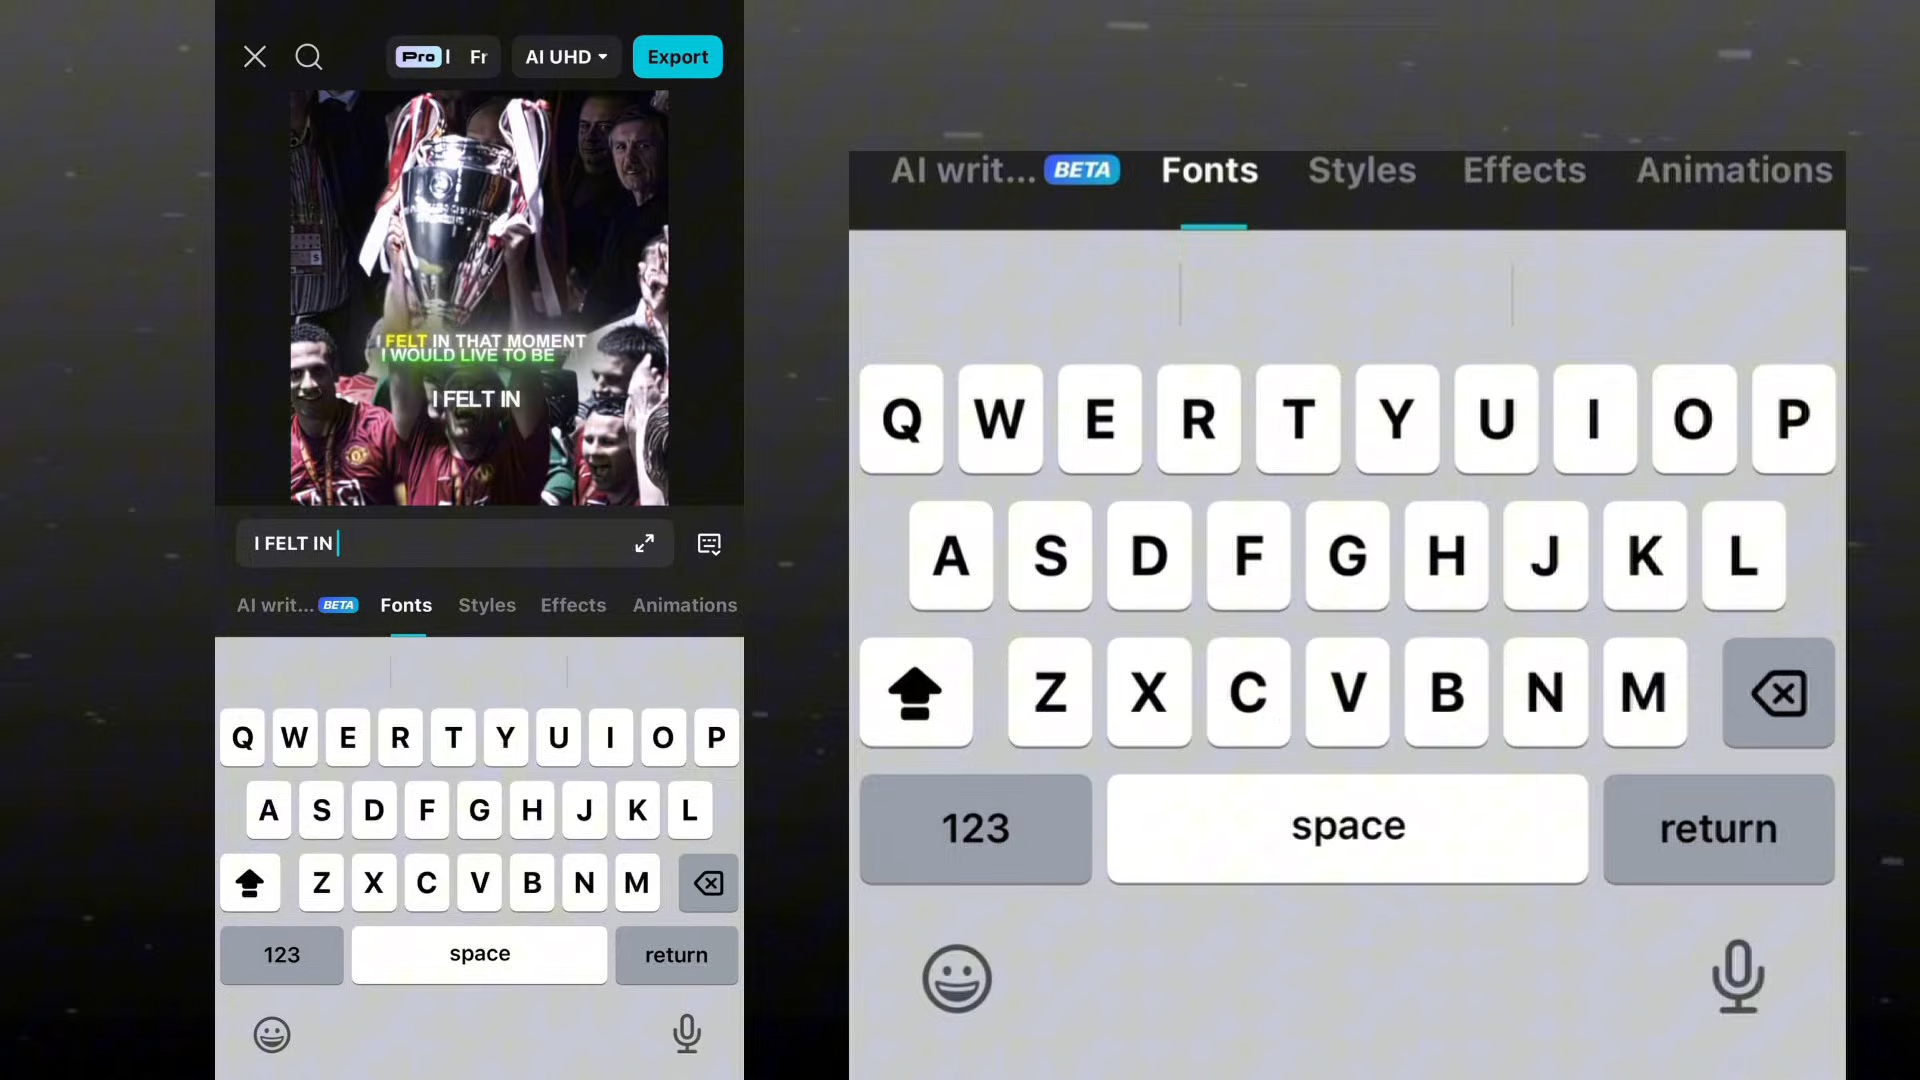 Pro I Fr AI UHD Export
I FELT IN THAT MOMENT
I WOULD LIVE TO BE
I FELT IN
I FELT IN
AI writ... BETA Fonts Styles Effects Animations
Q W E R T Y U I O P
A S D F G H J K L
Z X C V B N M
123 space return
AI writ... BETA Fonts Styles Effects Animations
Q W E R T Y U I O P
A S D F G H J K L
Z X C V B N M
123 space return